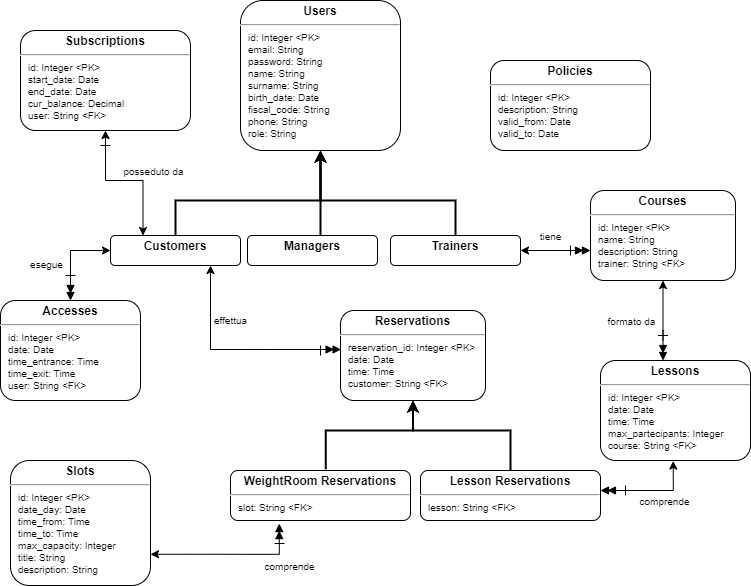 Users
id: Integer <PK>
email: String
password: String
name: String
surname: String
birth_date: Date
fiscal_code: String
phone: String
role: String
Subscriptions
id: Integer <PK>
start_date: Date
end_date: Date
cur_balance: Decimal
user: String <FK>
Policies
id: Integer <PK>
description: String
valid_from: Date
valid_to: Date
posseduto da
Customers
Managers
Trainers
tiene
Courses
id: Integer <PK>
name: String
description: String
trainer: String <FK>
esegue
Accesses
id: Integer <PK>
date: Date
time_entrance: Time
time_exit: Time
user: String <FK>
effettua
Reservations
reservation_id: Integer <PK>
date: Date
time: Time
customer: String <FK>
formato da
Lessons
id: Integer <PK>
date: Date
time: Time
max_partecipants: Integer
course: String <FK>
Slots
id: Integer <PK>
date_day: Date
time_from: Time
time_to: Time
max_capacity: Integer
title: String
description: String
WeightRoom Reservations
slot: String <FK>
Lesson Reservations
lesson: String <FK>
comprende
comprende